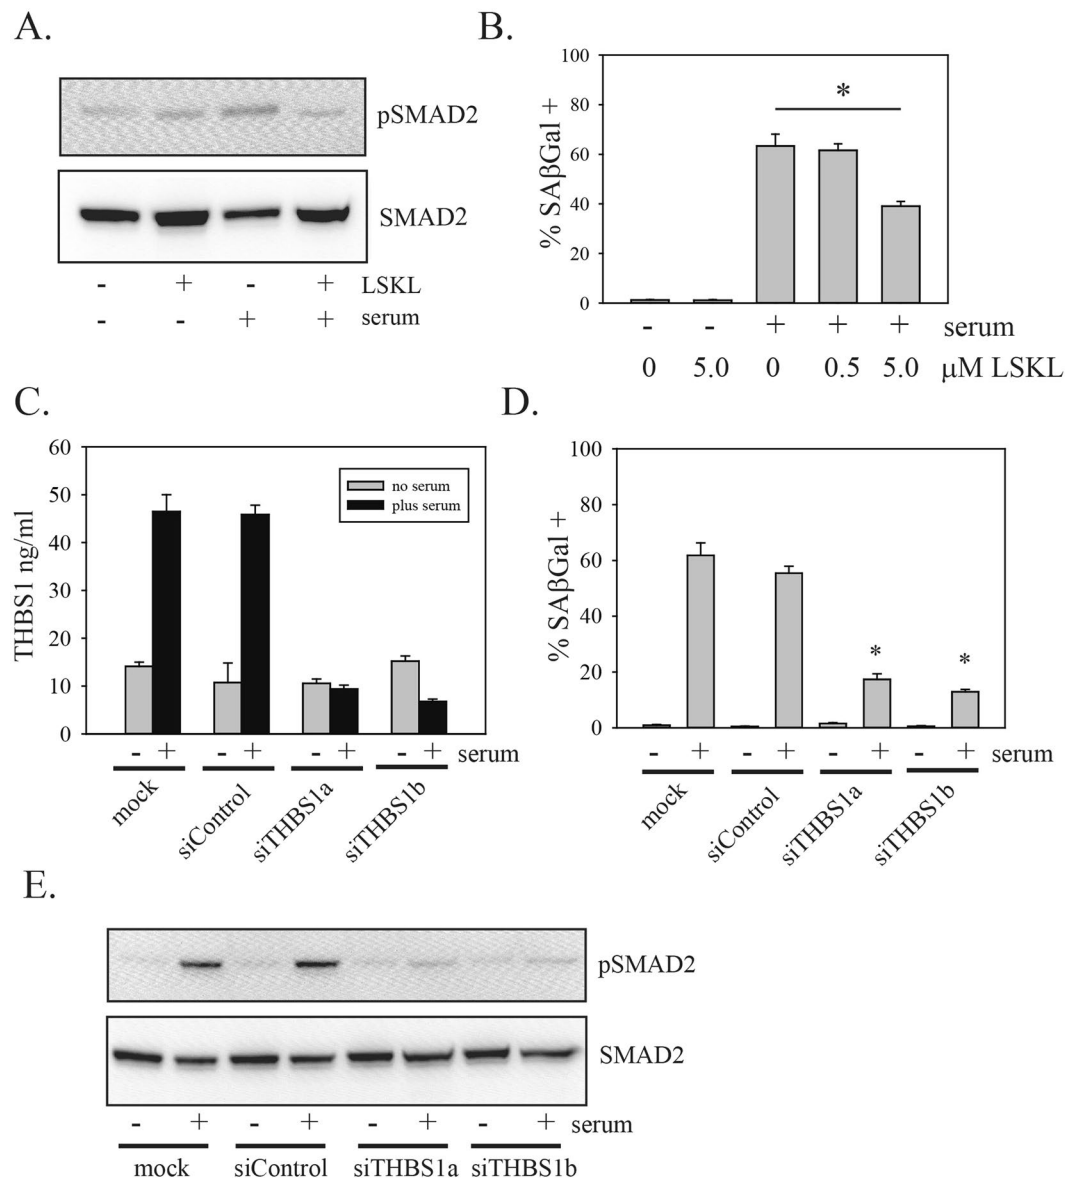 A.
pSMAD2
SMAD2
- + - + LSKL
- - + + serum
B.
% SAβGal +
100
80
60
40
20
0
*
- - + + + serum
0 5.0 0 0.5 5.0 μM LSKL
C.
THBS1 ng/ml
60
50
40
30
20
10
0
no serum
plus serum
- + - + - + - + serum
mock siControl siTHBS1a siTHBS1b
D.
% SAβGal +
100
80
60
40
20
0
* *
- + - + - + - + serum
mock siControl siTHBS1a siTHBS1b
E.
pSMAD2
SMAD2
- + - + - + - + serum
mock siControl siTHBS1a siTHBS1b